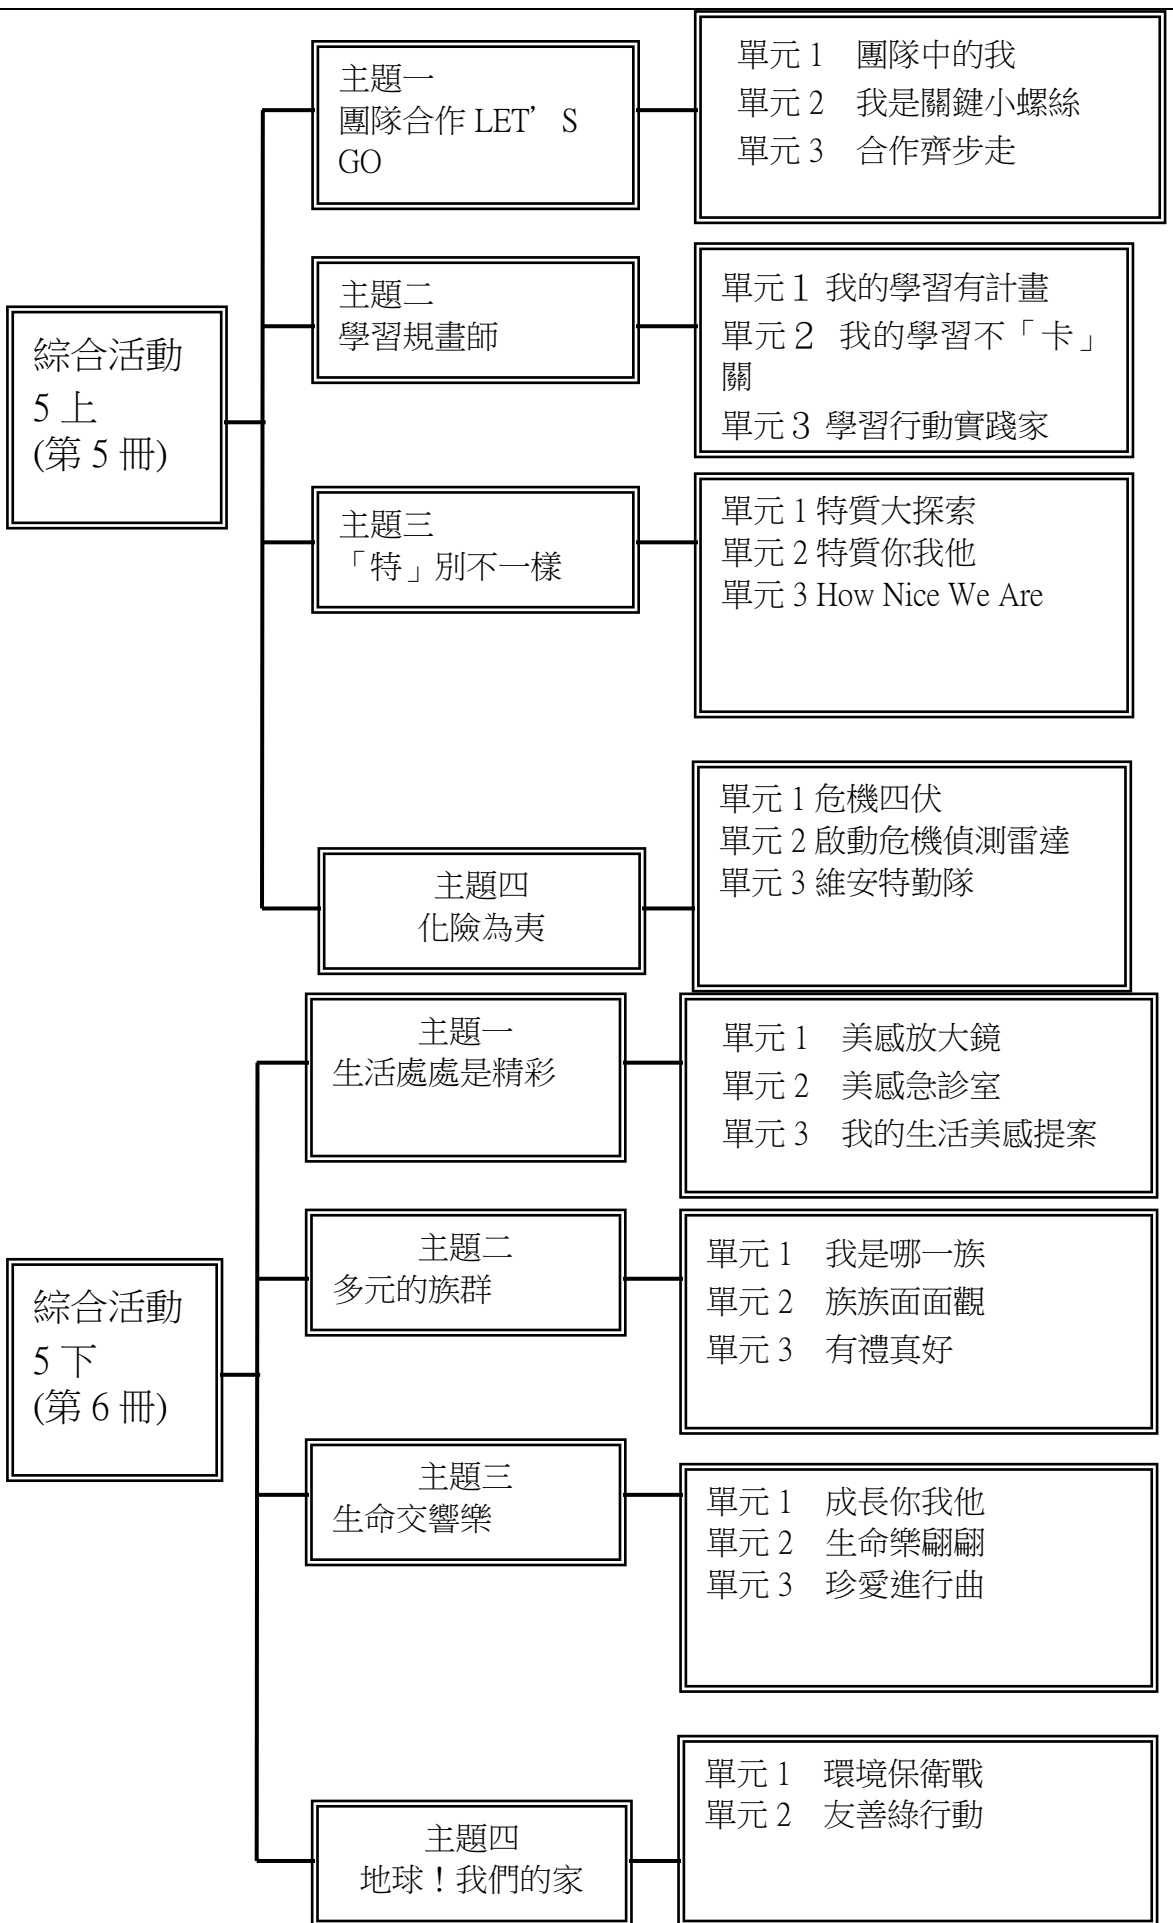 綜合活動
5 上
(第 5 冊)
主題一
團隊合作 LET’S
GO
單元 1 團隊中的我
單元 2 我是關鍵小螺絲
單元 3 合作齊步走
主題二
學習規畫師
單元１ 我的學習有計畫
單元２ 我的學習不「卡」
關
單元３ 學習行動實踐家
主題三
「特」別不一樣
單元 1 特質大探索
單元 2 特質你我他
單元 3 How Nice We Are
主題四
化險為夷
單元 1 危機四伏
單元 2 啟動危機偵測雷達
單元 3 維安特勤隊
綜合活動
5 下
(第 6 冊)
主題一
生活處處是精彩
單元 1 美感放大鏡
單元 2 美感急診室
單元 3 我的生活美感提案
主題二
多元的族群
單元 1 我是哪一族
單元 2 族族面面觀
單元 3 有禮真好
主題三
生命交響樂
單元 1 成長你我他
單元 2 生命樂翩翩
單元 3 珍愛進行曲
主題四
地球！我們的家
單元 1 環境保衛戰
單元 2 友善綠行動